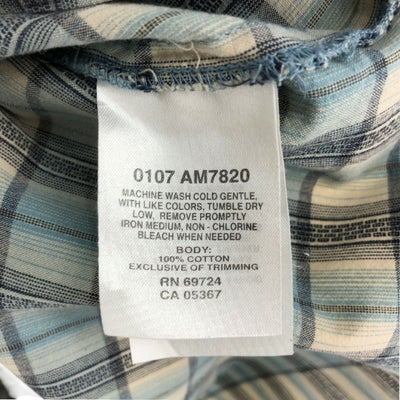 0107 AM7820
MACHINE WASH COLD GENTLE,
WITH LIKE COLORS, TUMBLE DRY
LOW, REMOVE PROMPTLY
IRON MEDIUM, NON - CHLORINE
BLEACH WHEN NEEDED
BODY:
100% COTTON
EXCLUSIVE OF TRIMMING
RN 69724
CA 05367